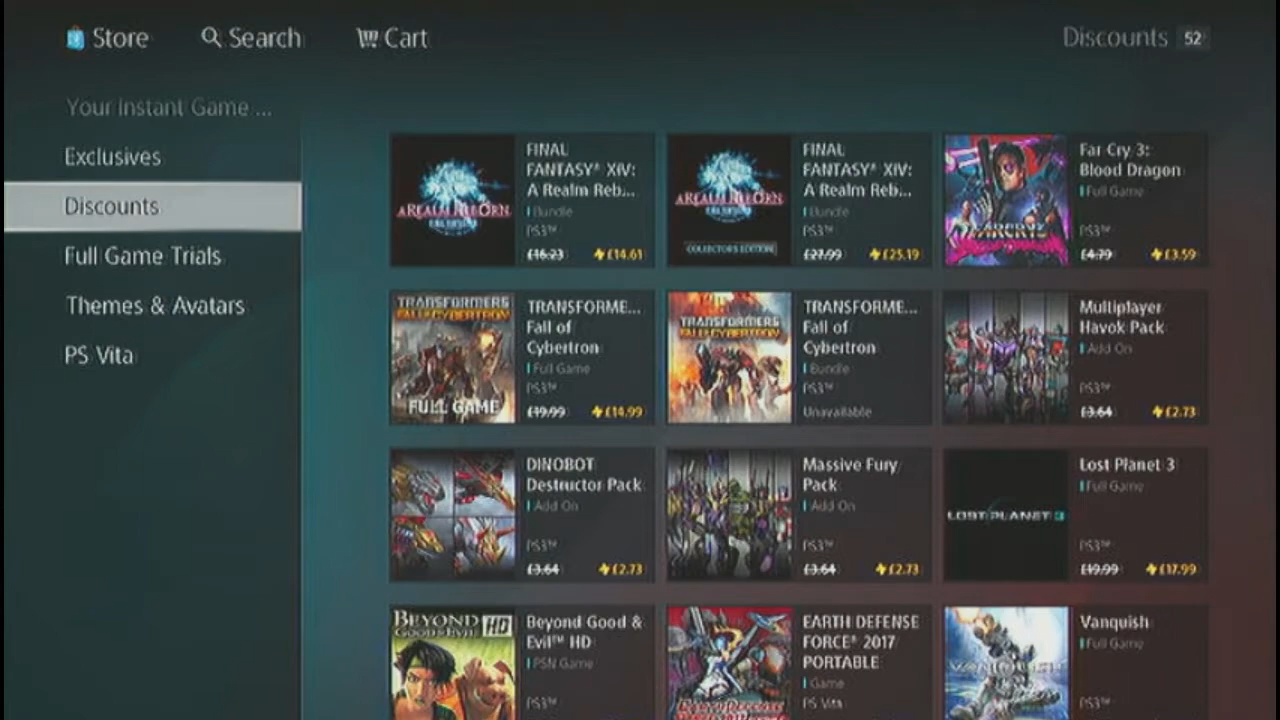 Store
Search
Cart
Discounts 52
Your Instant Game ...
Exclusives
Discounts
Full Game Trials
Themes & Avatars
PS Vita
A REALM REBORN
FINAL
FANTASY® XIV:
A Realm Reb...
Bundle
PS3™
£16.23 £14.61
A REALM REBORN
COLLECTOR'S EDITION
FINAL
FANTASY® XIV:
A Realm Reb...
Bundle
PS3™
£27.99 £25.19
FARCRY3
Far Cry 3:
Blood Dragon
Full Game
PS3™
£4.79 £3.59
TRANSFORMERS
FALL OF CYBERTRON
FULL GAME
TRANSFORME...
Fall of
Cybertron
Full Game
PS3™
£19.99 £14.99
TRANSFORMERS
FALL OF CYBERTRON
TRANSFORME...
Fall of
Cybertron
Bundle
PS3™
Unavailable
Multiplayer
Havok Pack
Add On
PS3™
£3.64 £2.73
DINOBOT
Destructor Pack
Add On
PS3™
£3.64 £2.73
Massive Fury
Pack
Add On
PS3™
£3.64 £2.73
LOST PLANET 3
Lost Planet 3
Full Game
PS3™
£19.99 £17.99
BEYOND
GOOD & EVIL HD
Beyond Good &
Evil™ HD
PSN Game
PS3™
EARTH DEFENSE
FORCE® 2017
PORTABLE
Game
PS Vita
VANQUISH
Vanquish
Full Game
PS3™